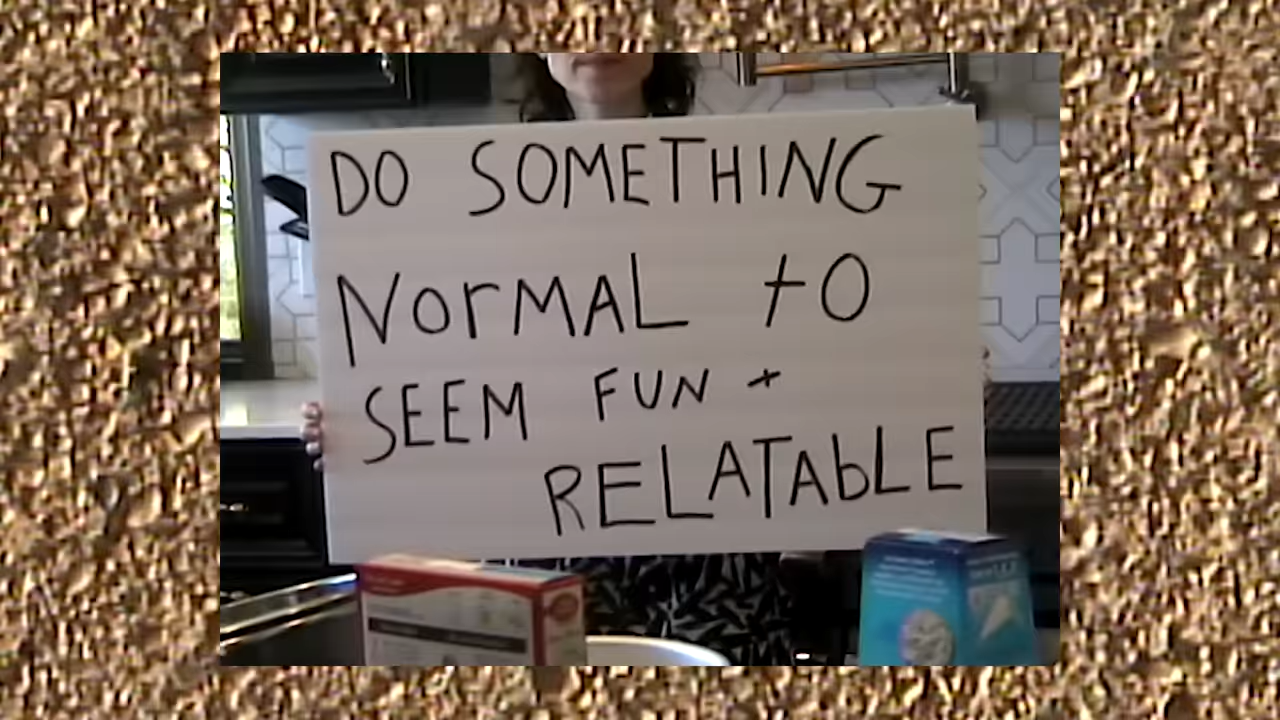 DO SOMETHING
NORMAL TO
SEEM FUN +
RELATABLE